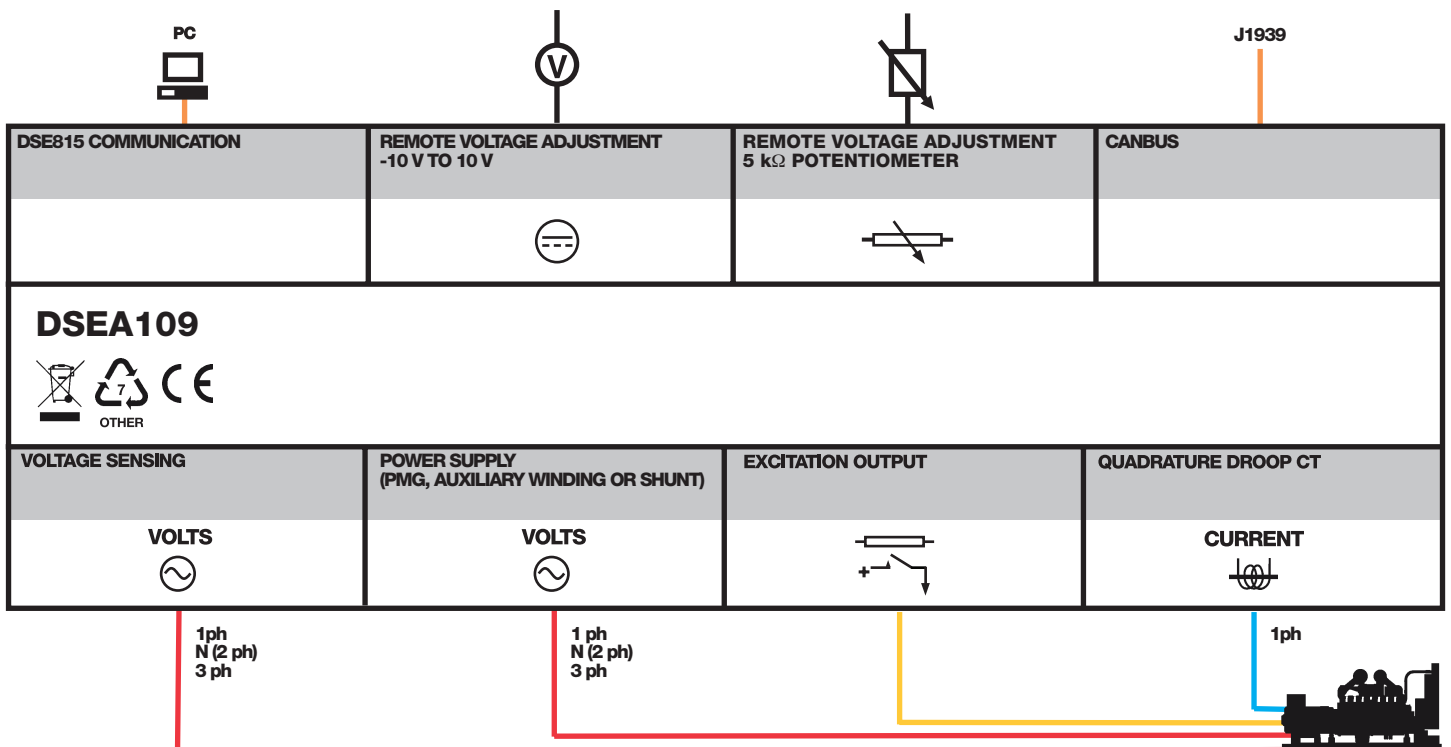 PC
V
J1939
DSE815 COMMUNICATION
REMOTE VOLTAGE ADJUSTMENT
-10 V TO 10 V
REMOTE VOLTAGE ADJUSTMENT
5 kΩ POTENTIOMETER
CANBUS
DSEA109
7
OTHER
CE
VOLTAGE SENSING
POWER SUPPLY
(PMG, AUXILIARY WINDING OR SHUNT)
EXCITATION OUTPUT
QUADRATURE DROOP CT
VOLTS
VOLTS
+
CURRENT
1ph
N (2 ph)
3 ph
1 ph
N (2 ph)
3 ph
1ph